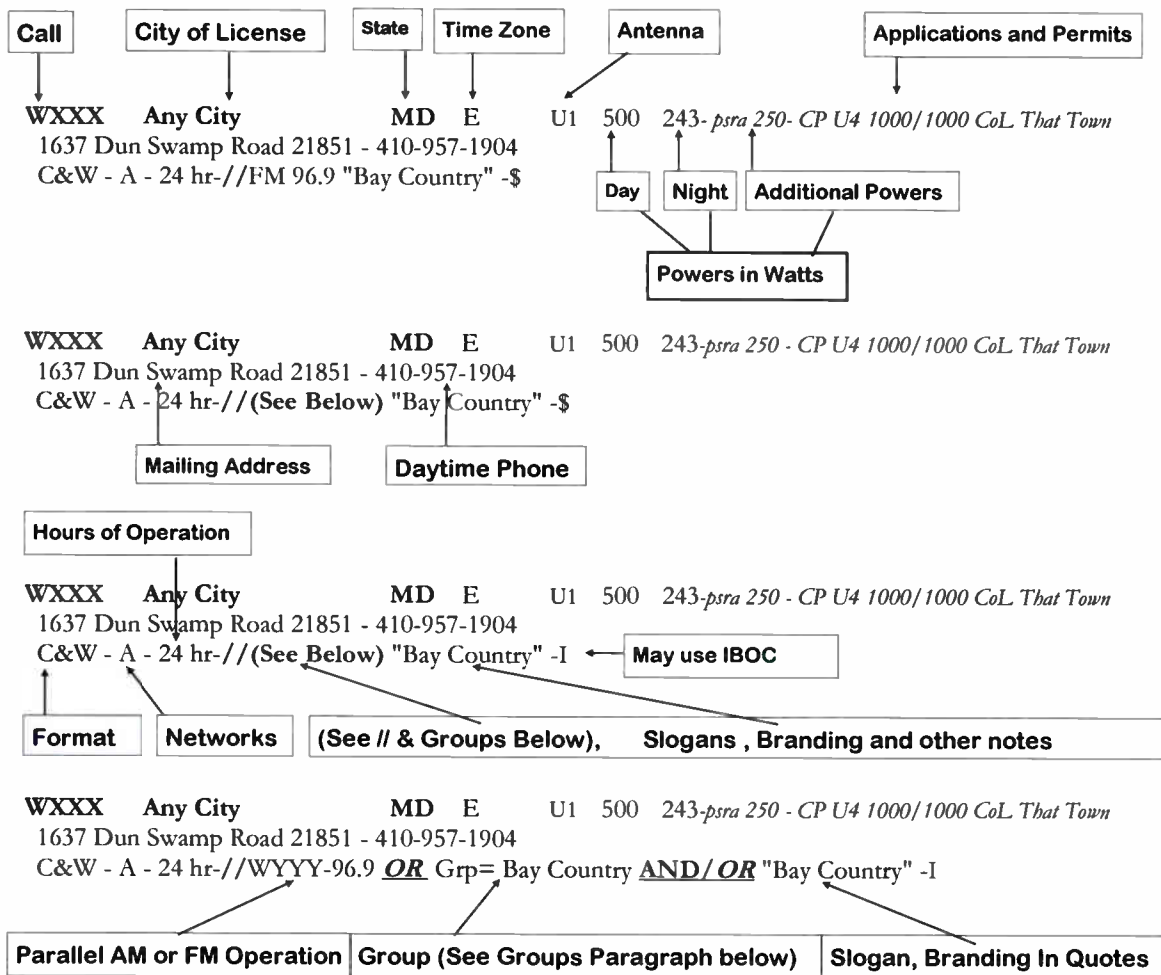 Call City of License State Time Zone Antenna Applications and Permits
WXXX Any City MD E U1 500 243- psra 250- CP U4 1000/1000 CoL That Town
1637 Dun Swamp Road 21851 - 410-957-1904
C&W - A - 24 hr-//FM 96.9 "Bay Country" -$
Day Night Additional Powers
Powers in Watts
WXXX Any City MD E U1 500 243-psra 250 - CP U4 1000/1000 CoL That Town
1637 Dun Swamp Road 21851 - 410-957-1904
C&W - A - 24 hr-//(See Below) "Bay Country" -$
Mailing Address Daytime Phone
Hours of Operation
WXXX Any City MD E U1 500 243-psra 250 - CP U4 1000/1000 CoL That Town
1637 Dun Swamp Road 21851 - 410-957-1904
C&W - A - 24 hr-//(See Below) "Bay Country" -I May use IBOC
Format Networks (See // & Groups Below), Slogans , Branding and other notes
WXXX Any City MD E U1 500 243-psra 250 - CP U4 1000/1000 CoL That Town
1637 Dun Swamp Road 21851 - 410-957-1904
C&W - A - 24 hr-//WYYY-96.9 OR Grp= Bay Country AND/OR "Bay Country" -I
Parallel AM or FM Operation Group (See Groups Paragraph below) Slogan, Branding In Quotes